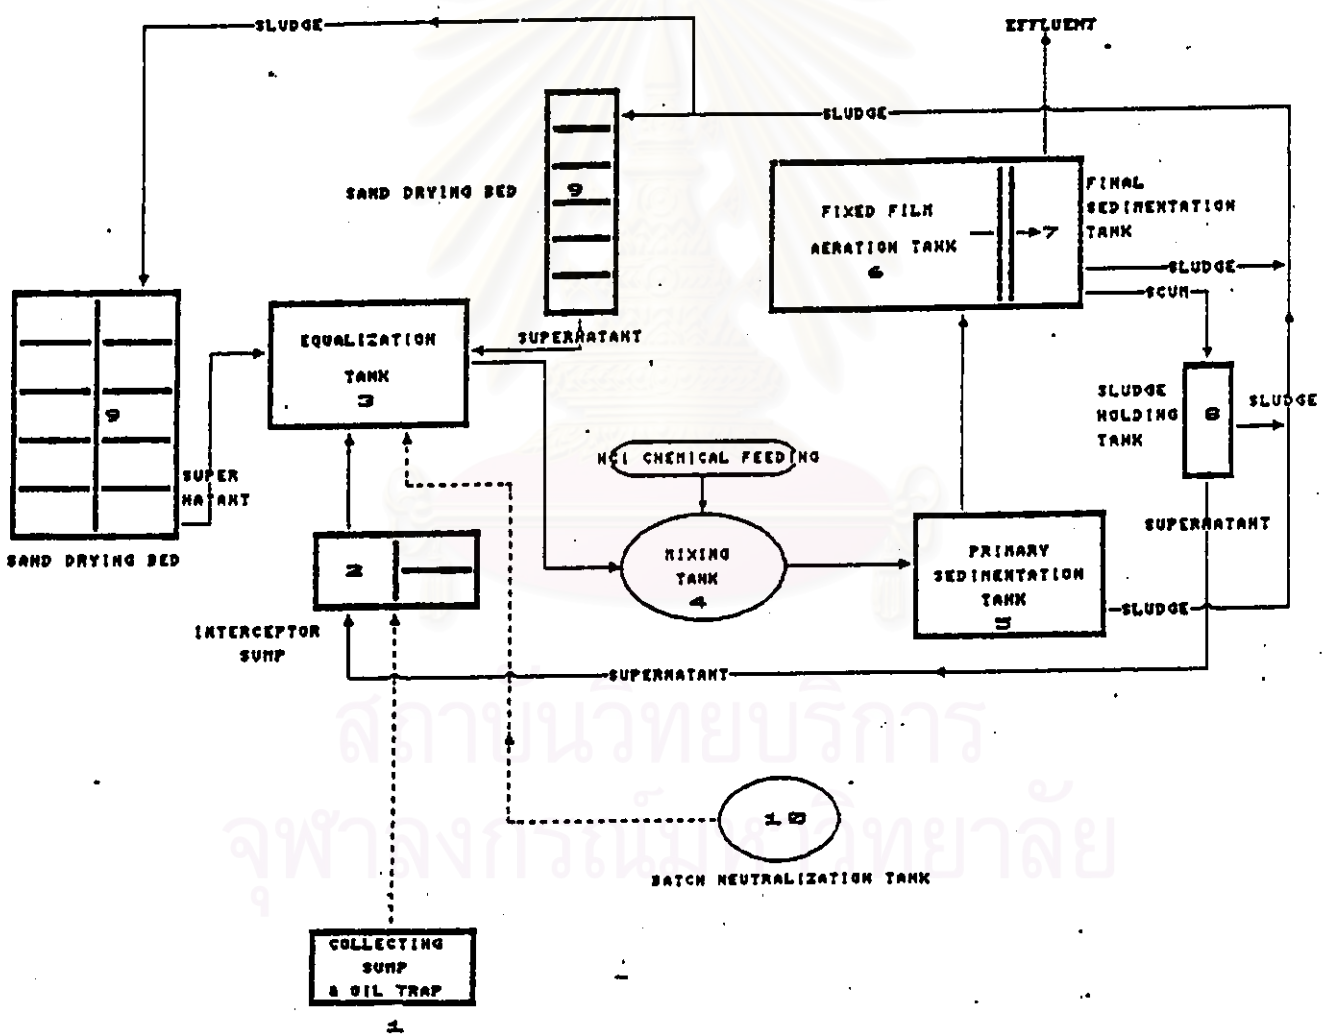 SLUDGE
EFFLUENT
SLUDGE
SAND DRYING BED
9
FIXED FILM
AERATION TANK
6
7
FINAL
SEDIMENTATION
TANK
SLUDGE
SCUM
SUPERNATANT
EQUALIZATION
TANK
3
9
SUPER
NATANT
SAND DRYING BED
SLUDGE
HOLDING
TANK
8
SLUDGE
HCl CHEMICAL FEEDING
MIXING
TANK
4
SUPERNATANT
PRIMARY
SEDIMENTATION
TANK
5
SLUDGE
2
INTERCEPTOR
SUMP
SUPERNATANT
สถาบันวิทยบริการ
จุฬาลงกรณ์มหาวิทยาลัย
10
BATCH NEUTRALIZATION TANK
COLLECTING
SUMP
& OIL TRAP
1